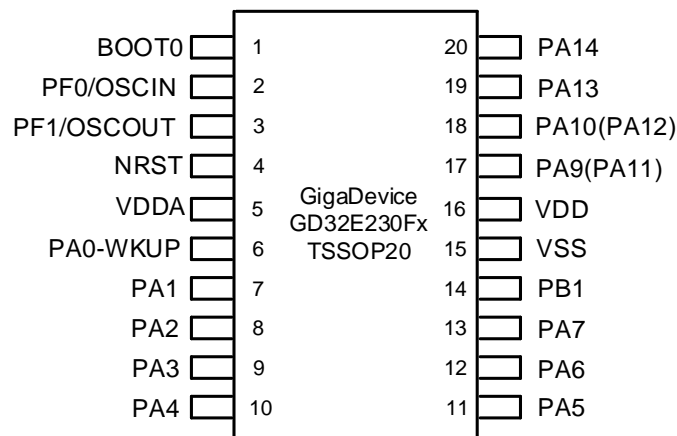 BOOT0 1 20 PA14
PF0/OSCIN 2 19 PA13
PF1/OSCOUT 3 18 PA10(PA12)
NRST 4 17 PA9(PA11)
GigaDevice
VDDA 5 16 VDD
GD32E230Fx
TSSOP20
PA0-WKUP 6 15 VSS
PA1 7 14 PB1
PA2 8 13 PA7
PA3 9 12 PA6
PA4 10 11 PA5